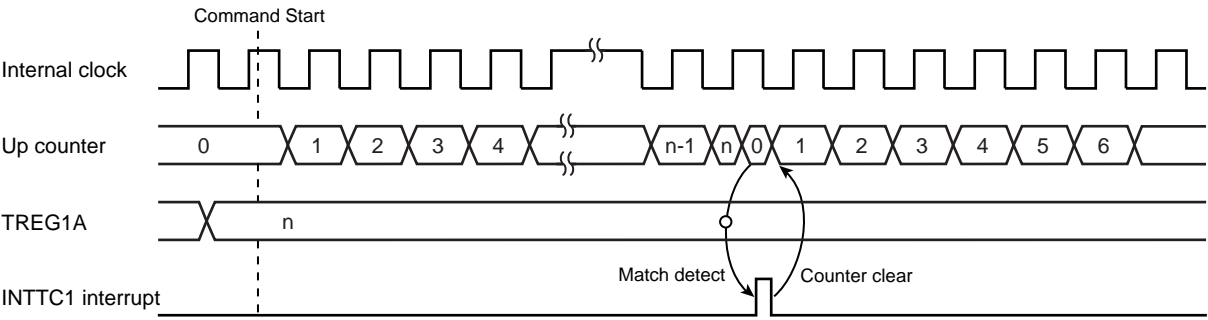 Command Start
Internal clock
Up counter 0 1 2 3 4 n-1 n 0 1 2 3 4 5 6
TREG1A n
Match detect Counter clear
INTTC1 interrupt